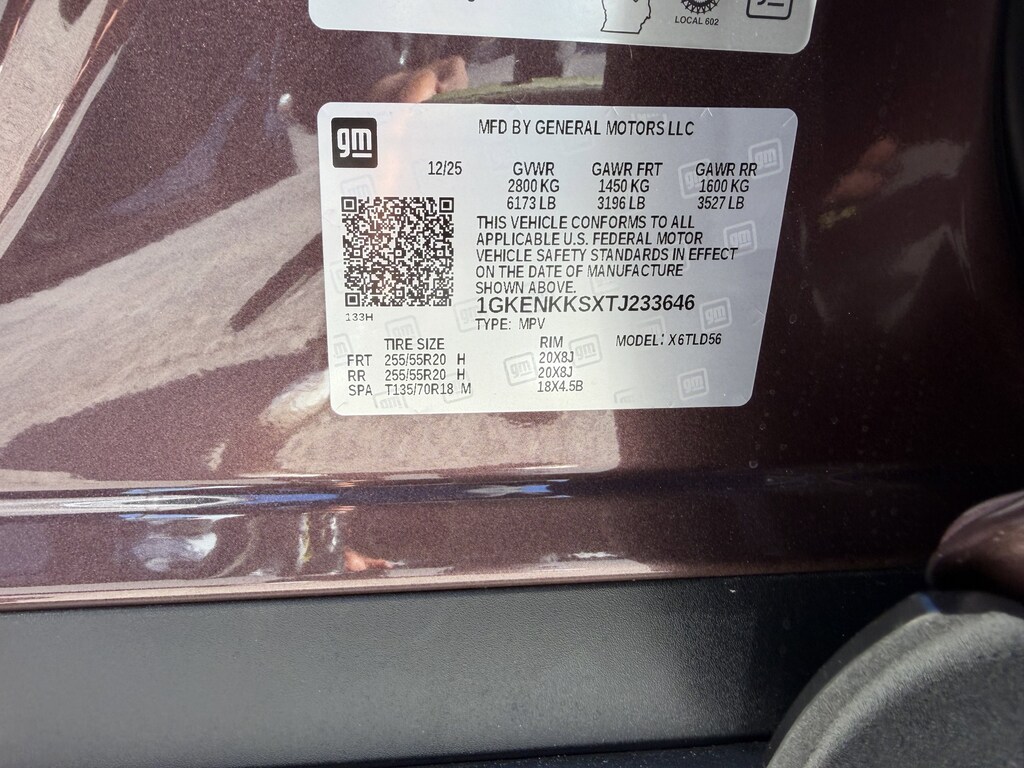 LOCAL 602
gm
MFD BY GENERAL MOTORS LLC
12/25 GVWR GAWR FRT GAWR RR
2800 KG 1450 KG 1600 KG
6173 LB 3196 LB 3527 LB
THIS VEHICLE CONFORMS TO ALL
APPLICABLE U.S. FEDERAL MOTOR
VEHICLE SAFETY STANDARDS IN EFFECT
ON THE DATE OF MANUFACTURE
SHOWN ABOVE.
1GKENKKSXTJ233646
133H
TYPE: MPV
TIRE SIZE RIM MODEL: X6TLD56
FRT 255/55R20 H 20X8J
RR 255/55R20 H 20X8J
SPA T135/70R18 M 18X4.5B